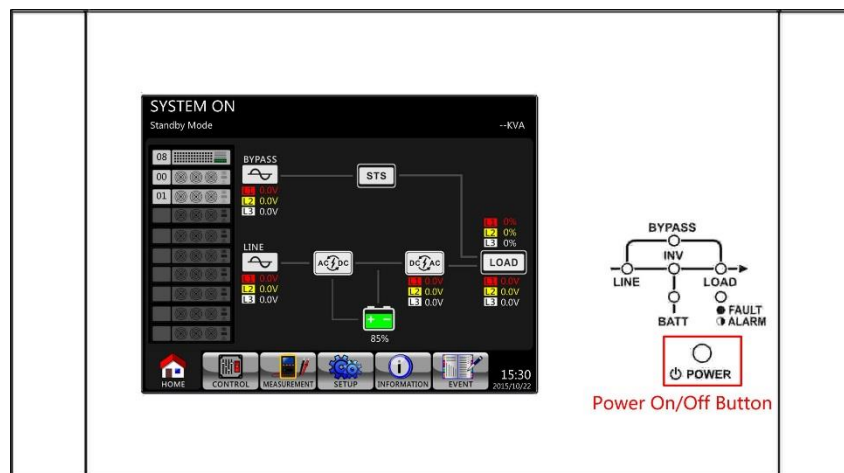 SYSTEM ON
Standby Mode
--KVA
08
00
01
BYPASS
L1 0.0V
L2 0.0V
L3 0.0V
STS
L1 0%
L2 0%
L3 0%
LINE
AC DC
DC AC
LOAD
L1 0.0V
L2 0.0V
L3 0.0V
L1 0.0V
L2 0.0V
L3 0.0V
L1 0.0V
L2 0.0V
L3 0.0V
+ -
85%
HOME
CONTROL
MEASUREMENT
SETUP
INFORMATION
EVENT
15:30
2015/10/22
BYPASS
INV
LINE
LOAD
BATT
FAULT
ALARM
POWER
Power On/Off Button